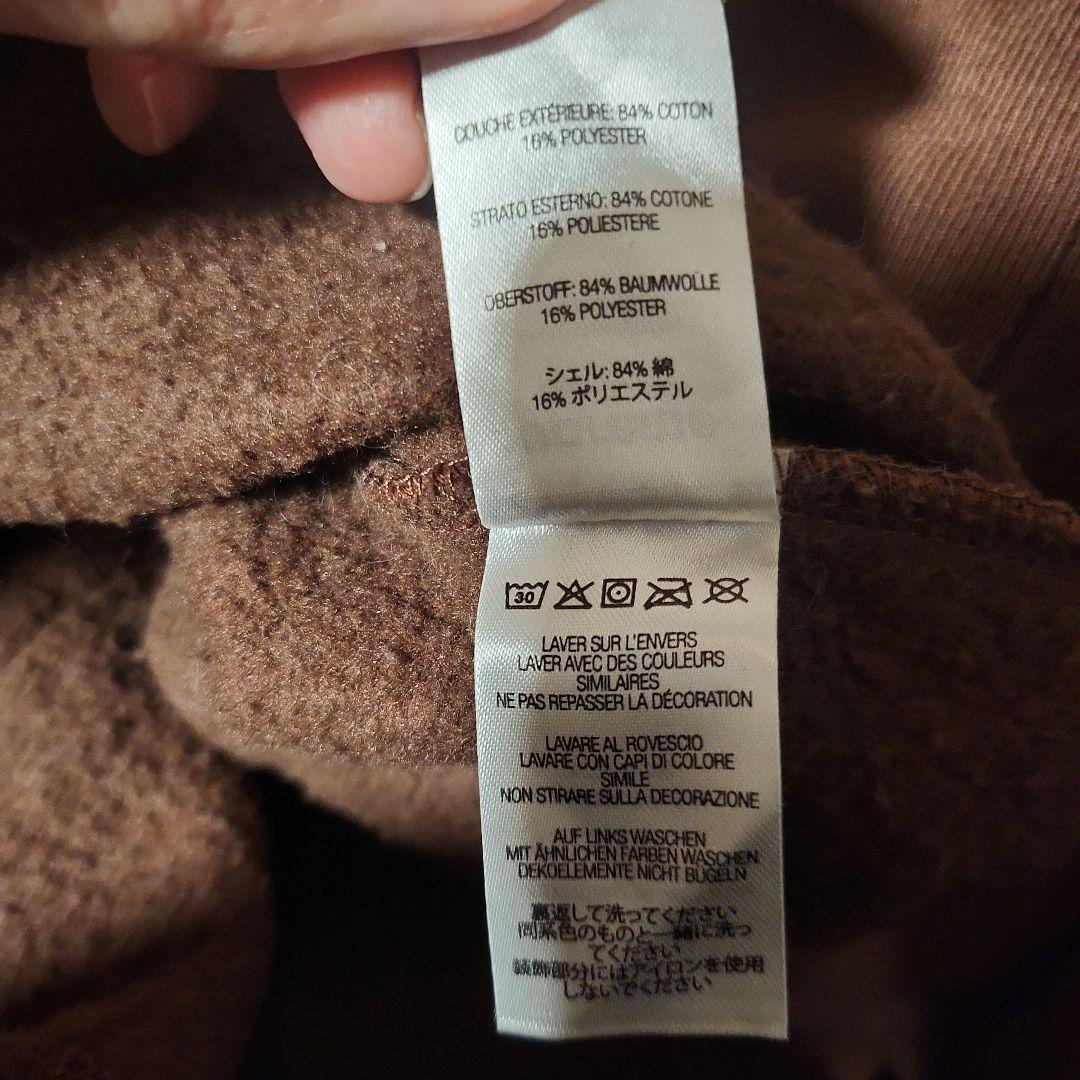 COUCHE EXTÉRIEURE: 84% COTON
16% POLYESTER
STRATO ESTERNO: 84% COTONE
16% POLIESTERE
OBERSTOFF: 84% BAUMWOLLE
16% POLYESTER
シェル: 84% 綿
16% ポリエステル
30
LAVER SUR L'ENVERS
LAVER AVEC DES COULEURS
SIMILAIRES
NE PAS REPASSER LA DÉCORATION
LAVARE AL ROVESCIO
LAVARE CON CAPI DI COLORE
SIMILE
NON STIRARE SULLA DECORAZIONE
AUF LINKS WASCHEN
MIT ÄHNLICHEN FARBEN WASCHEN
DEKOELEMENTE NICHT BÜGELN
裏返して洗ってください
同系色のものと一緒に洗っ
てください
装飾部分にはアイロンを使用
しないでください